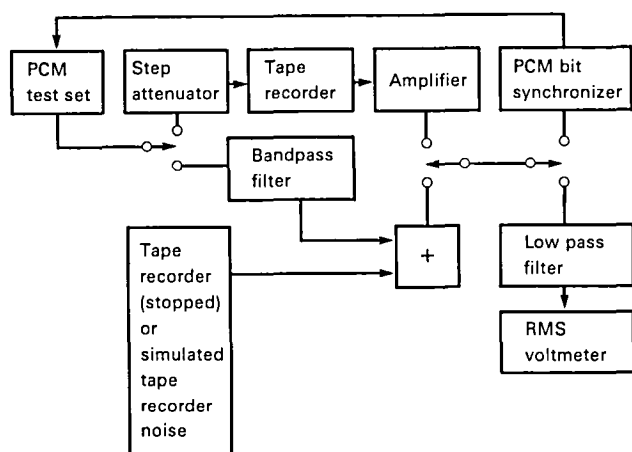 PCM
test set
Step
attenuator
Tape
recorder
Amplifier
PCM bit
synchronizer
Bandpass
filter
Tape
recorder
(stopped)
or
simulated
tape
recorder
noise
+
Low pass
filter
RMS
voltmeter